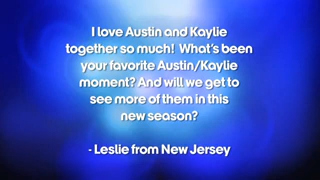 I love Austin and Kaylie
together so much! What's been
your favorite Austin/Kaylie
moment? And will we get to
see more of them in this
new season?
- Leslie from New Jersey